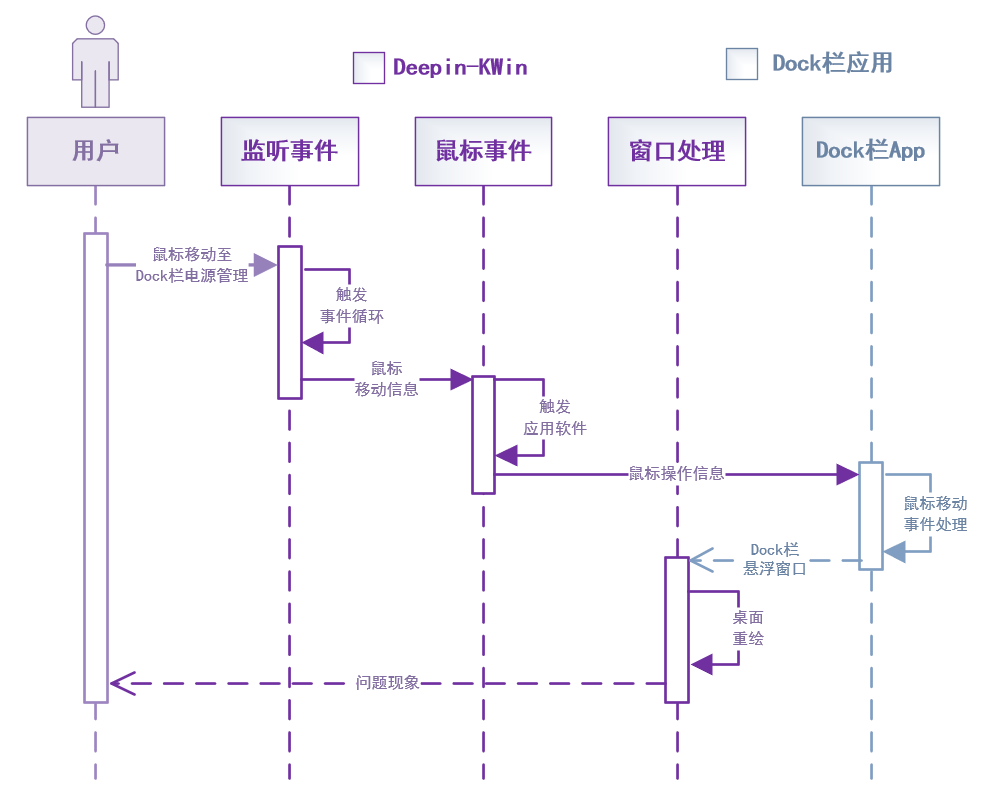 Deepin-KWin
Dock栏应用
用户
监听事件
鼠标事件
窗口处理
Dock栏App
鼠标移动至
Dock栏电源管理
触发
事件循环
鼠标
移动信息
触发
应用软件
鼠标操作信息
鼠标移动
事件处理
Dock栏
悬浮窗口
桌面
重绘
问题现象